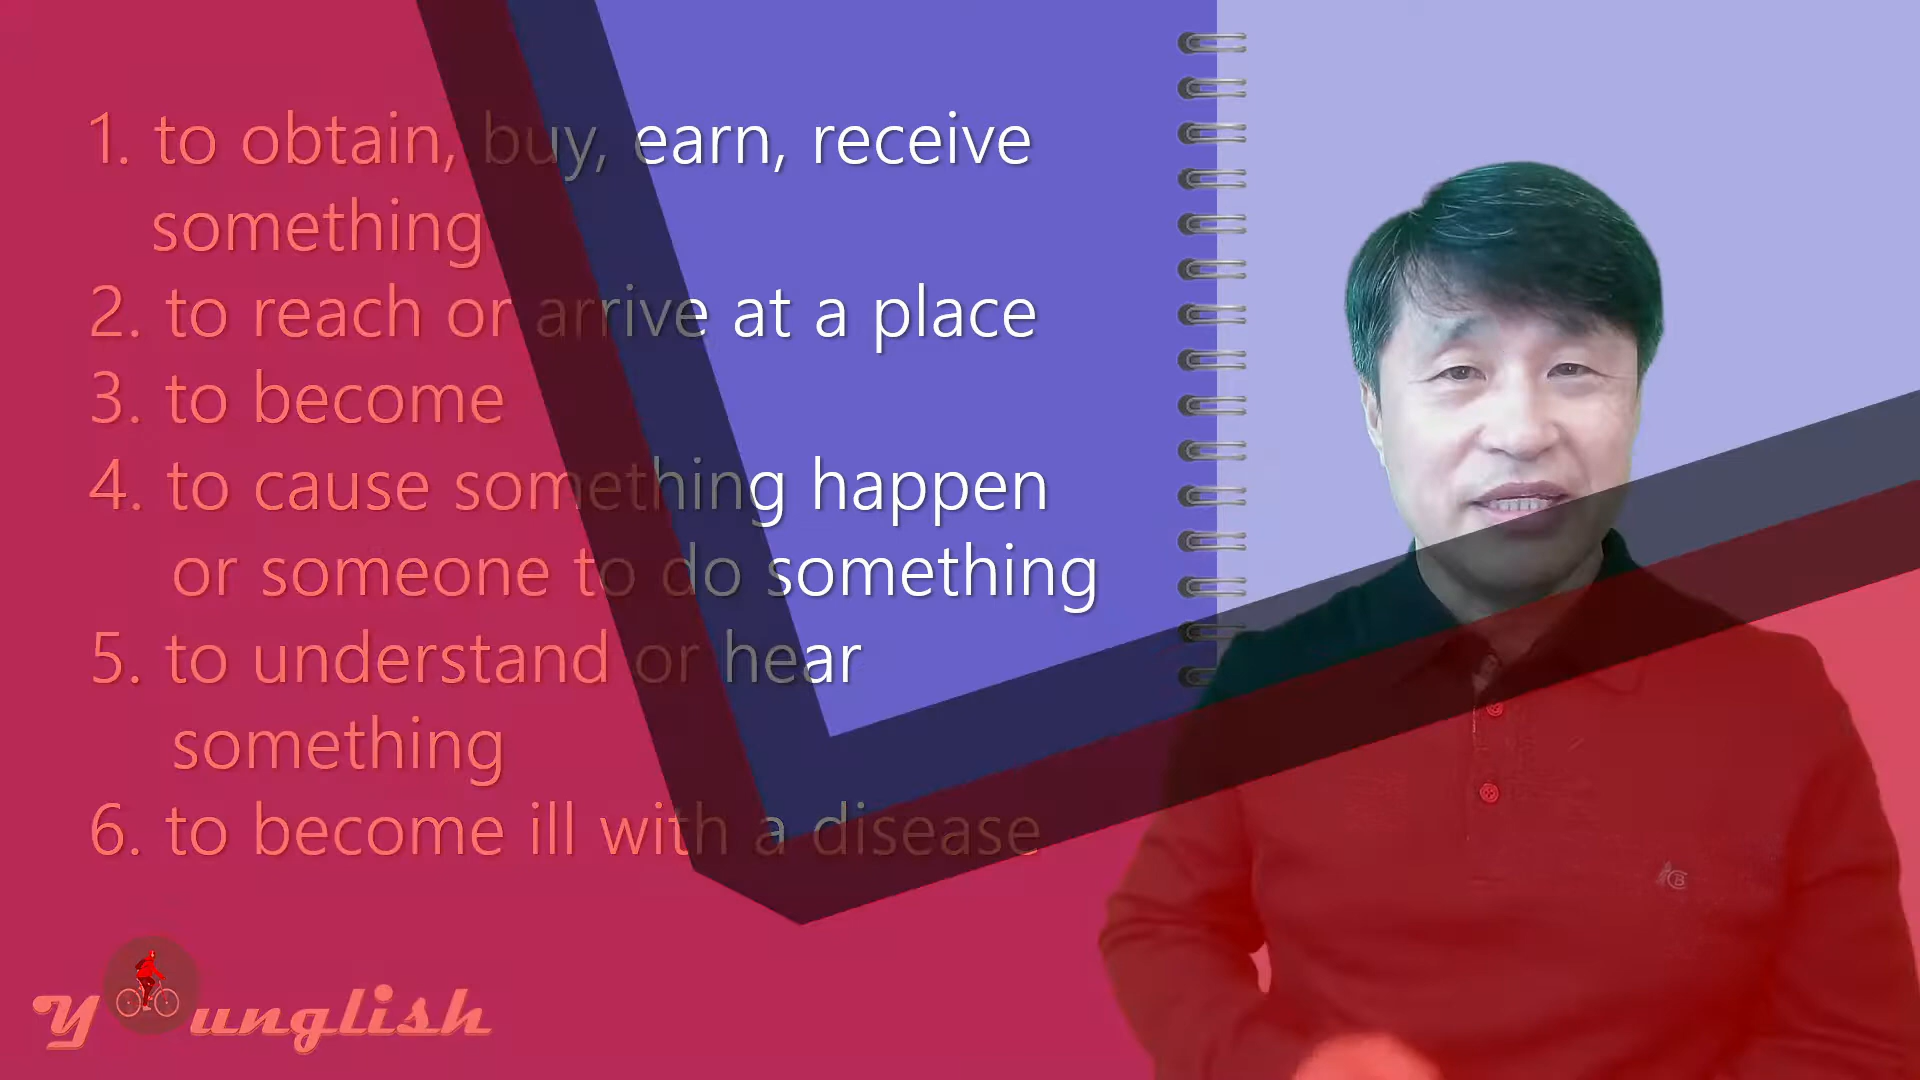 1. to obtain, buy, earn, receive
something
2. to reach or arrive at a place
3. to become
4. to cause something happen
or someone to do something
5. to understand or hear
something
6. to become ill with a disease
Younglish